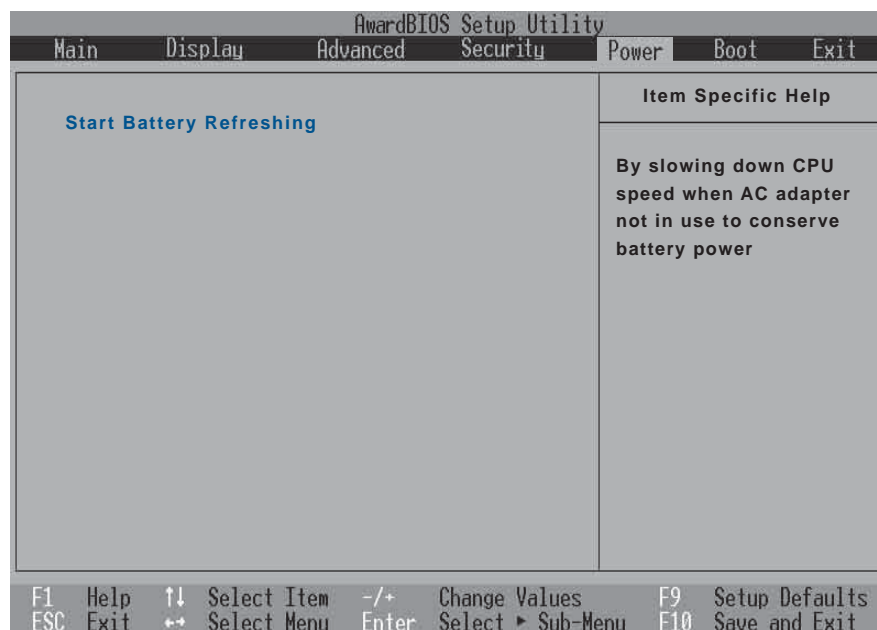 AwardBIOS Setup Utility
Main Display Advanced Security Power Boot Exit
Item Specific Help
Start Battery Refreshing
By slowing down CPU
speed when AC adapter
not in use to conserve
battery power
F1 Help ↑↓ Select Item -/+ Change Values F9 Setup Defaults
ESC Exit ←→ Select Menu Enter Select ► Sub-Menu F10 Save and Exit